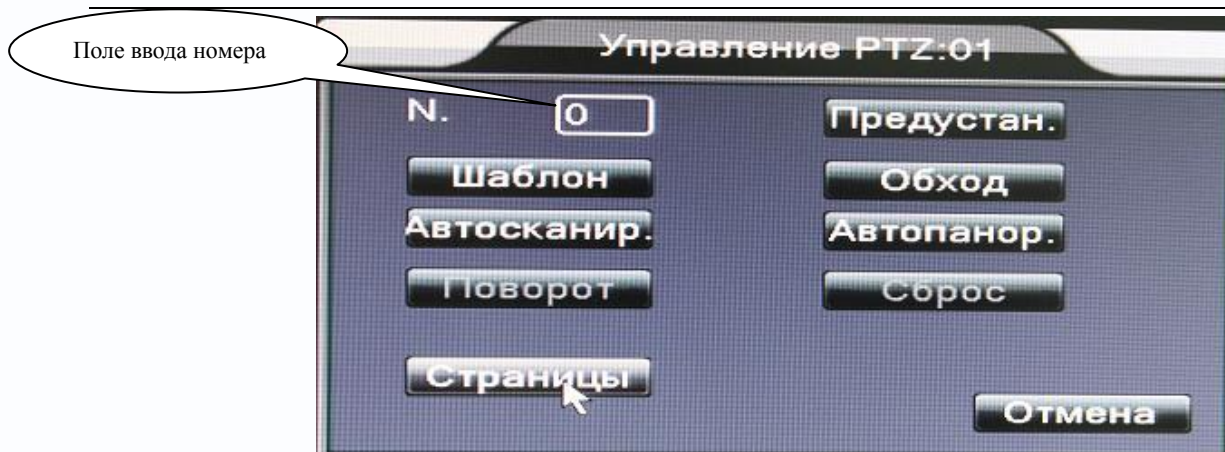 Поле ввода номера
Управление PTZ:01
N. 0 Предустан.
Шаблон Обход
Автосканир. Автопанор.
Поворот Сброс
Страницы
Отмена